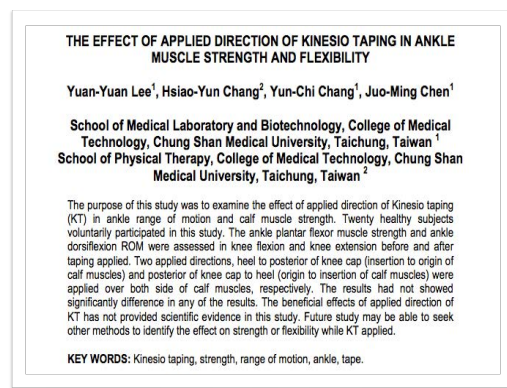 THE EFFECT OF APPLIED DIRECTION OF KINESIO TAPING IN ANKLE
MUSCLE STRENGTH AND FLEXIBILITY
Yuan-Yuan Lee1, Hsiao-Yun Chang2, Yun-Chi Chang1, Juo-Ming Chen1
School of Medical Laboratory and Biotechnology, College of Medical
Technology, Chung Shan Medical University, Taichung, Taiwan 1
School of Physical Therapy, College of Medical Technology, Chung Shan
Medical University, Taichung, Taiwan 2
The purpose of this study was to examine the effect of applied direction of Kinesio taping
(KT) in ankle range of motion and calf muscle strength. Twenty healthy subjects
voluntarily participated in this study. The ankle plantar flexor muscle strength and ankle
dorsiflexion ROM were assessed in knee flexion and knee extension before and after
taping applied. Two applied directions, heel to posterior of knee cap (insertion to origin of
calf muscles) and posterior of knee cap to heel (origin to insertion of calf muscles) were
applied over both side of calf muscles, respectively. The results had not showed
significantly difference in any of the results. The beneficial effects of applied direction of
KT has not provided scientific evidence in this study. Future study may be able to seek
other methods to identify the effect on strength or flexibility while KT applied.
KEY WORDS: Kinesio taping, strength, range of motion, ankle, tape.